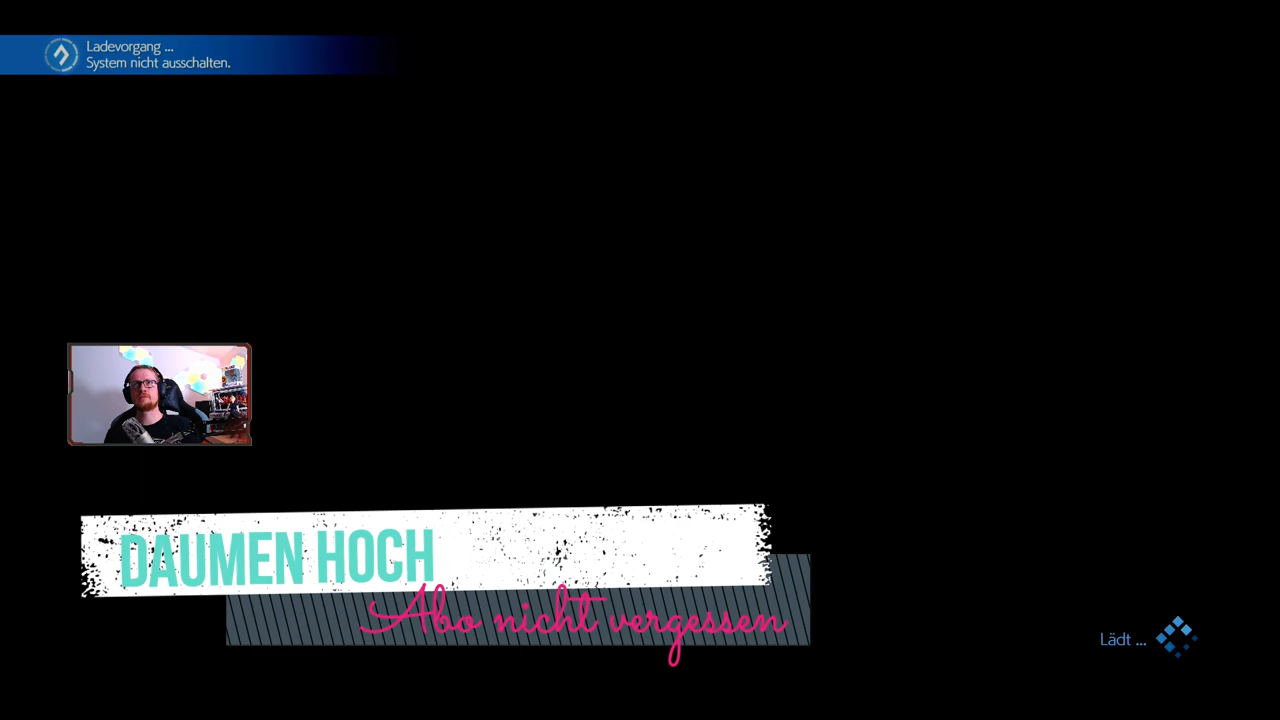 Ladevorgang ...
System nicht ausschalten.
DAUMEN HOCH
Abo nicht vergessen
Lädt ...